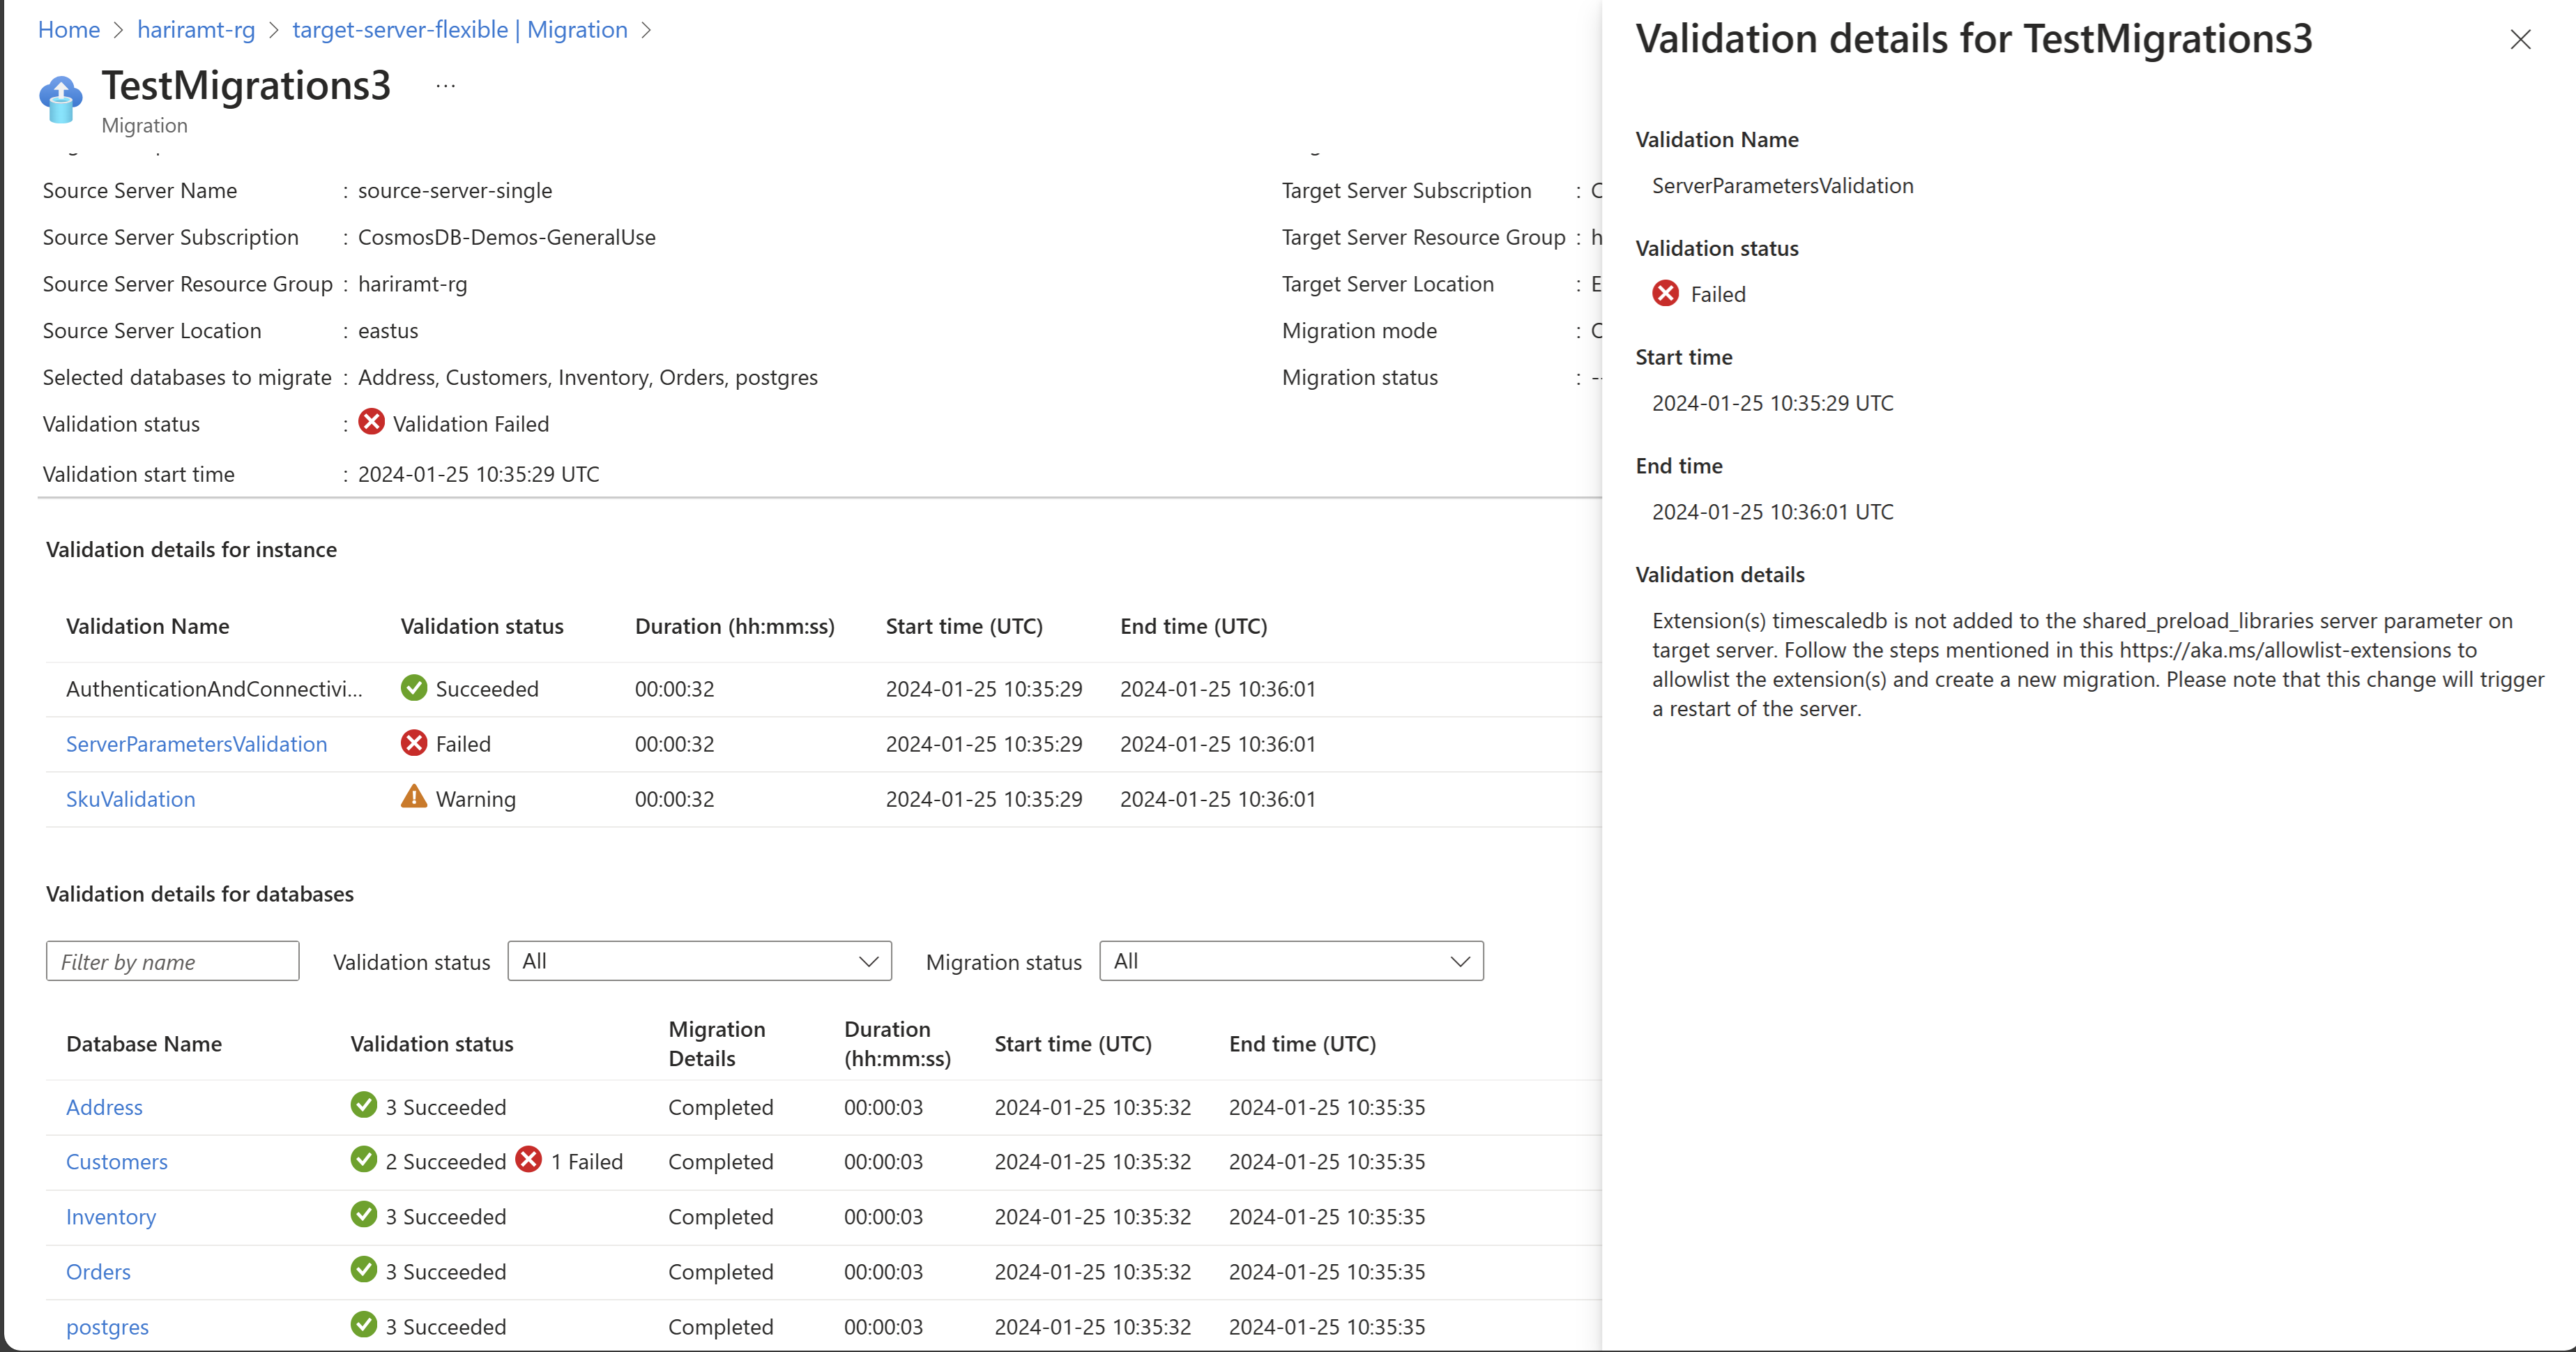 Home > hariramt-rg > target-server-flexible | Migration >
TestMigrations3 ...
Migration
Source Server Name : source-server-single
Source Server Subscription : CosmosDB-Demos-GeneralUse
Source Server Resource Group : hariramt-rg
Source Server Location : eastus
Selected databases to migrate : Address, Customers, Inventory, Orders, postgres
Validation status : Validation Failed
Validation start time : 2024-01-25 10:35:29 UTC
Target Server Subscription :
Target Server Resource Group :
Target Server Location :
Migration mode :
Migration status : --
Validation details for instance
Validation Name Validation status Duration (hh:mm:ss) Start time (UTC) End time (UTC)
AuthenticationAndConnectivi... Succeeded 00:00:32 2024-01-25 10:35:29 2024-01-25 10:36:01
ServerParametersValidation Failed 00:00:32 2024-01-25 10:35:29 2024-01-25 10:36:01
SkuValidation Warning 00:00:32 2024-01-25 10:35:29 2024-01-25 10:36:01
Validation details for databases
Filter by name Validation status All Migration status All
Database Name Validation status Migration Details Duration (hh:mm:ss) Start time (UTC) End time (UTC)
Address 3 Succeeded Completed 00:00:03 2024-01-25 10:35:32 2024-01-25 10:35:35
Customers 2 Succeeded 1 Failed Completed 00:00:03 2024-01-25 10:35:32 2024-01-25 10:35:35
Inventory 3 Succeeded Completed 00:00:03 2024-01-25 10:35:32 2024-01-25 10:35:35
Orders 3 Succeeded Completed 00:00:03 2024-01-25 10:35:32 2024-01-25 10:35:35
postgres 3 Succeeded Completed 00:00:03 2024-01-25 10:35:32 2024-01-25 10:35:35
Validation details for TestMigrations3
Validation Name
ServerParametersValidation
Validation status
Failed
Start time
2024-01-25 10:35:29 UTC
End time
2024-01-25 10:36:01 UTC
Validation details
Extension(s) timescaledb is not added to the shared_preload_libraries server parameter on
target server. Follow the steps mentioned in this https://aka.ms/allowlist-extensions to
allowlist the extension(s) and create a new migration. Please note that this change will trigger
a restart of the server.